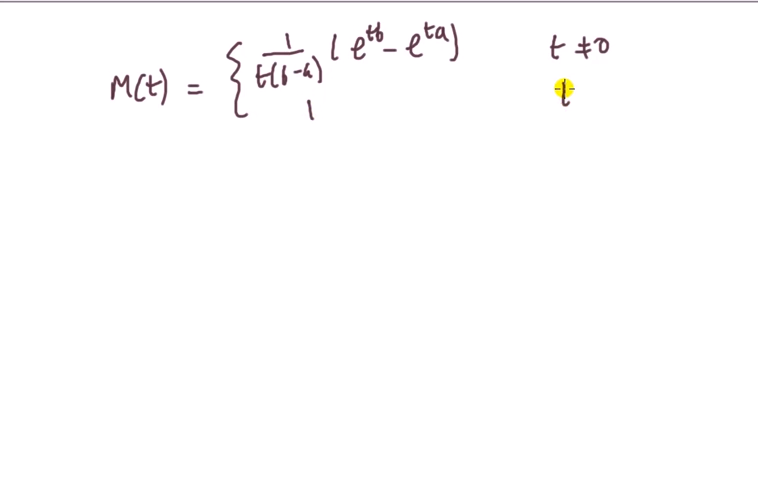 M(t) = { 1/(t(b-a)) ( e^{tb} - e^{ta} )   t ≠ 0
1   t